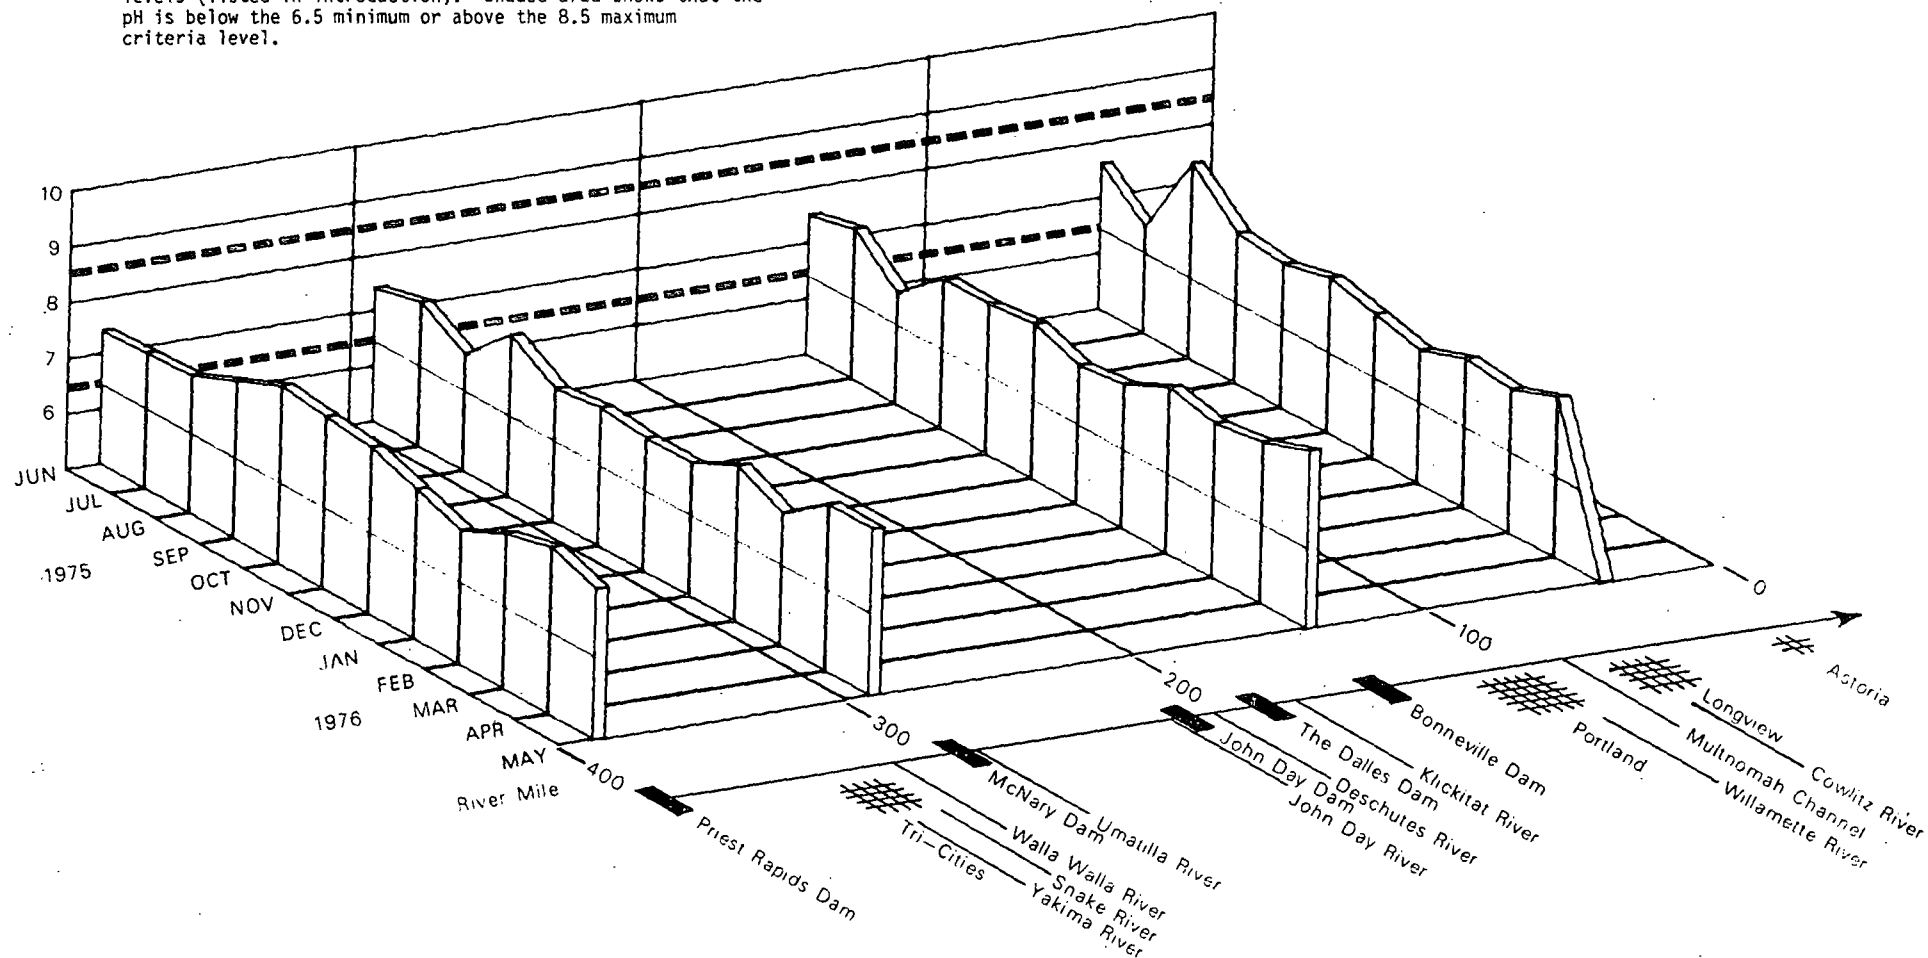 pH is below the 6.5 minimum or above the 8.5 maximum
criteria level.
10
9
8
7
6
JUN
JUL
AUG
SEP
OCT
NOV
DEC
JAN
FEB
MAR
APR
MAY
1975
1976
River Mile
400
300
200
100
0
Priest Rapids Dam
Tri-Cities
Yakima River
Snake River
Walla Walla River
McNary Dam
Umatilla River
John Day Dam
John Day River
Deschutes River
The Dalles Dam
Klickitat River
Bonneville Dam
Portland
Willamette River
Multnomah Channel
Longview
Cowlitz River
Astoria